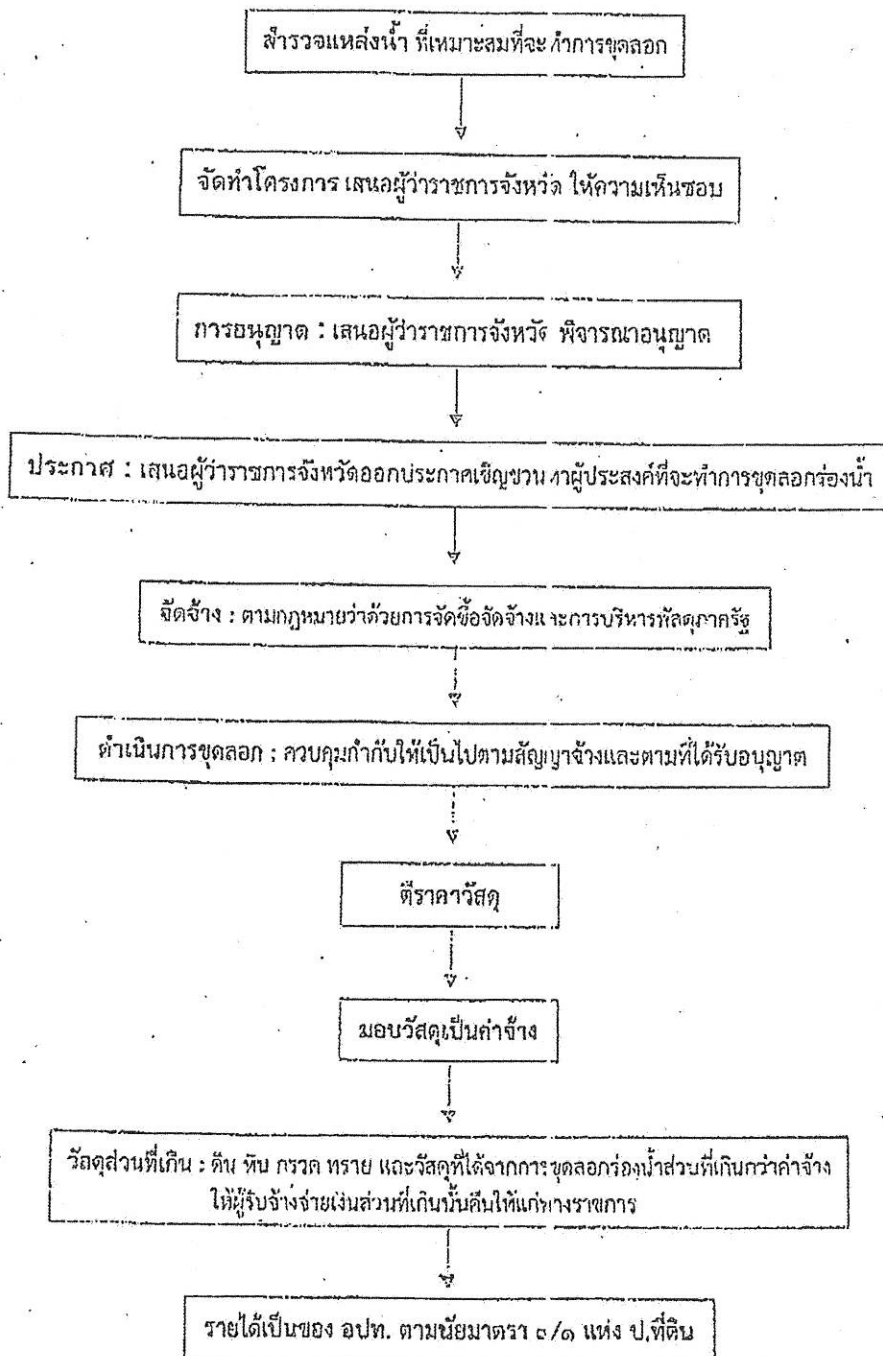 สำรวจแหล่งน้ำ ที่เหมาะสมที่จะทำการขุดลอก
จัดทำโครงการ เสนอผู้ว่าราชการจังหวัด ให้ความเห็นชอบ
การอนุญาต : เสนอผู้ว่าราชการจังหวัด พิจารณาอนุญาต
ประกาศ : เสนอผู้ว่าราชการจังหวัดออกประกาศเชิญชวนหาผู้ประสงค์ที่จะทำการขุดลอกร่องน้ำ
จัดจ้าง : ตามกฎหมายว่าด้วยการจัดซื้อจัดจ้างและการบริหารพัสดุภาครัฐ
ดำเนินการขุดลอก : ควบคุมกำกับให้เป็นไปตามสัญญาจ้างและตามที่ได้รับอนุญาต
ตีราคาวัสดุ
มอบวัสดุเป็นค่าจ้าง
วัสดุส่วนที่เกิน : ดิน หิน กรวด ทราย และวัสดุที่ได้จากการขุดลอกร่องน้ำส่วนที่เกินกว่าค่าจ้าง
ให้ผู้รับจ้างจ่ายเงินส่วนที่เกินนั้นคืนให้แก่ทางราชการ
รายได้เป็นของ อปท. ตามนัยมาตรา ๙/๑ แห่ง ป.ที่ดิน